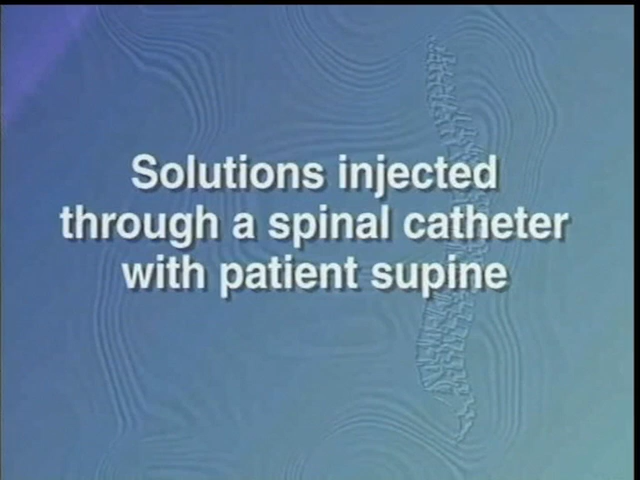 Solutions injected
through a spinal catheter
with patient supine